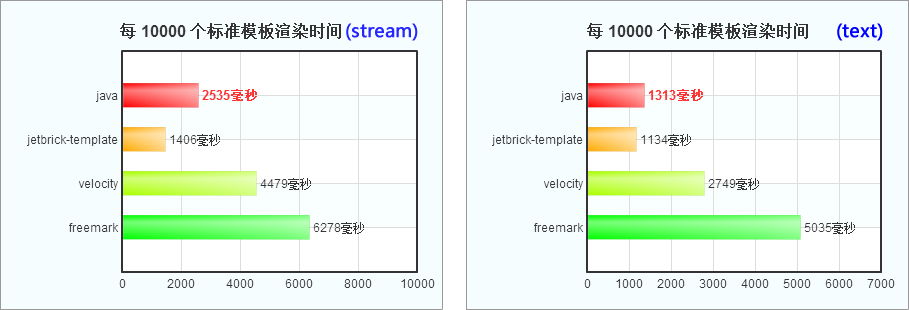 每 10000 个标准模板渲染时间 (stream)
java 2535毫秒
jetbrick-template 1406毫秒
velocity 4479毫秒
freemark 6278毫秒
0 2000 4000 6000 8000 10000
每 10000 个标准模板渲染时间 (text)
java 1313毫秒
jetbrick-template 1134毫秒
velocity 2749毫秒
freemark 5035毫秒
0 1000 2000 3000 4000 5000 6000 7000